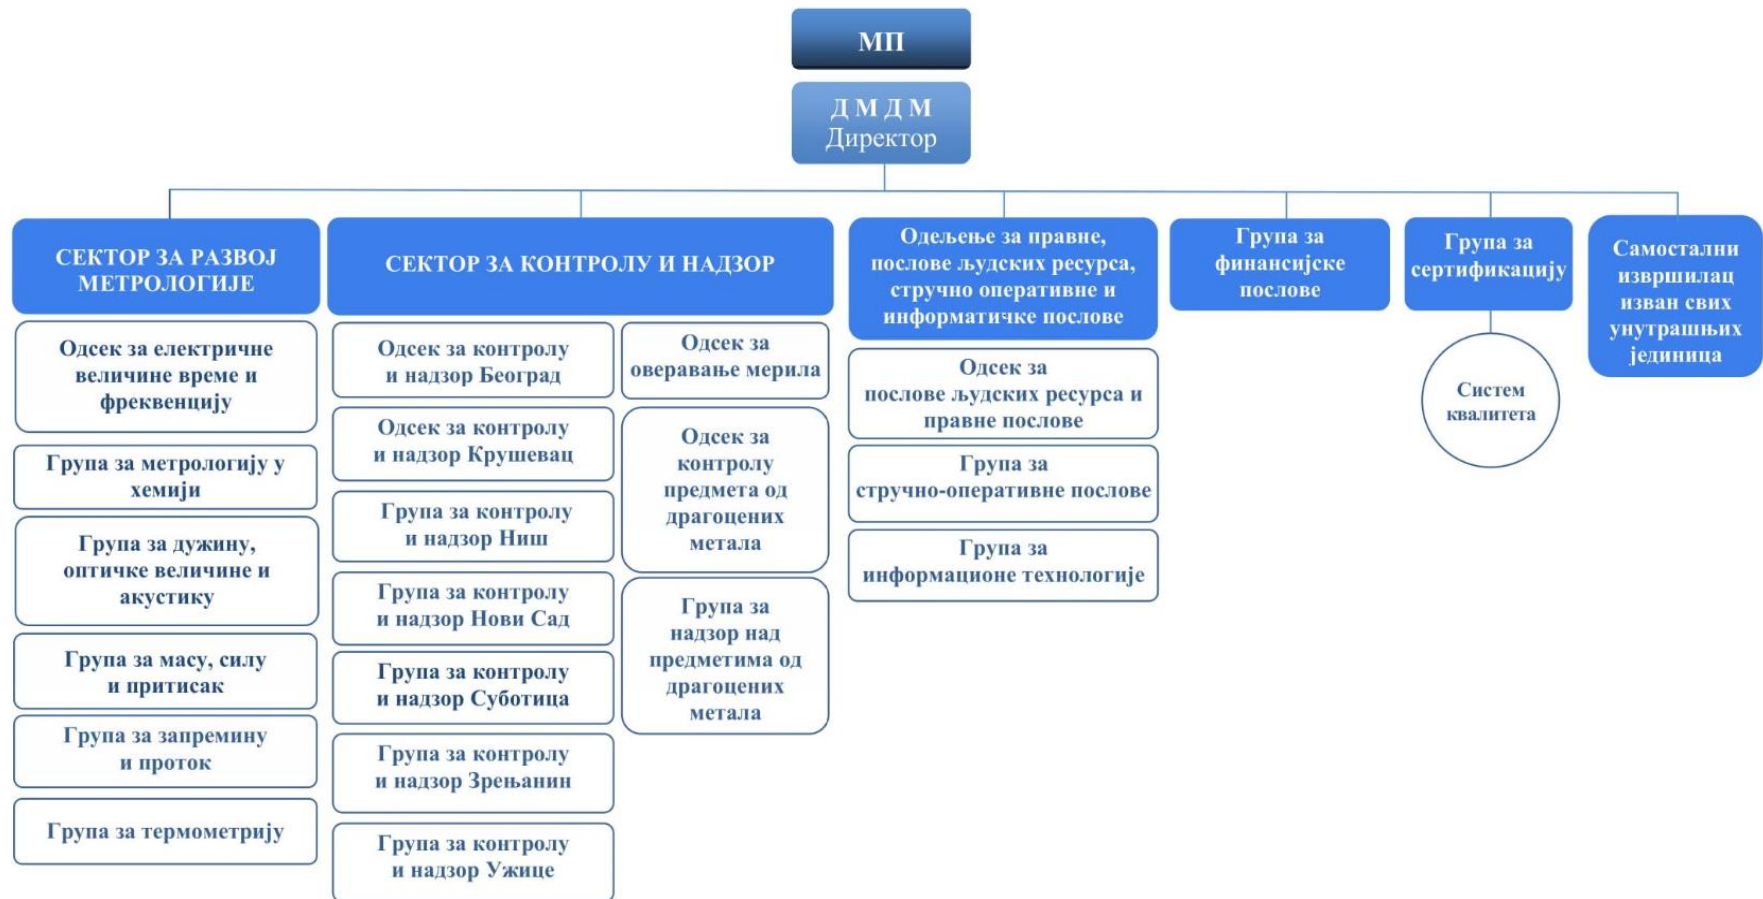 МП
Д М Д М
Директор
СЕКТОР ЗА РАЗВОЈ
МЕТРОЛОГИЈЕ
Одсек за електричне
величине време и
фреквенцију
Група за метрологију у
хемији
Група за дужину,
оптичке величине и
акустику
Група за масу, силу
и притисак
Група за запремину
и проток
Група за термометрију
СЕКТОР ЗА КОНТРОЛУ И НАДЗОР
Одсек за контролу
и надзор Београд
Одсек за контролу
и надзор Крушевац
Група за контролу
и надзор Ниш
Група за контролу
и надзор Нови Сад
Група за контролу
и надзор Суботица
Група за контролу
и надзор Зрењанин
Група за контролу
и надзор Ужице
Одсек за
оверавање мерила
Одсек за
контролу
предмета од
драгоцених
метала
Група за
надзор над
предметима од
драгоцених
метала
Одељење за правне,
послове људских ресурса,
стручно оперативне и
информатичке послове
Одсек за
послове људских ресурса и
правне послове
Група за
стручно-оперативне послове
Група за
информационе технологије
Група за
финансијске
послове
Група за
сертификацију
Систем
квалитета
Самостални
извршилац
изван свих
унутрашњих
јединица